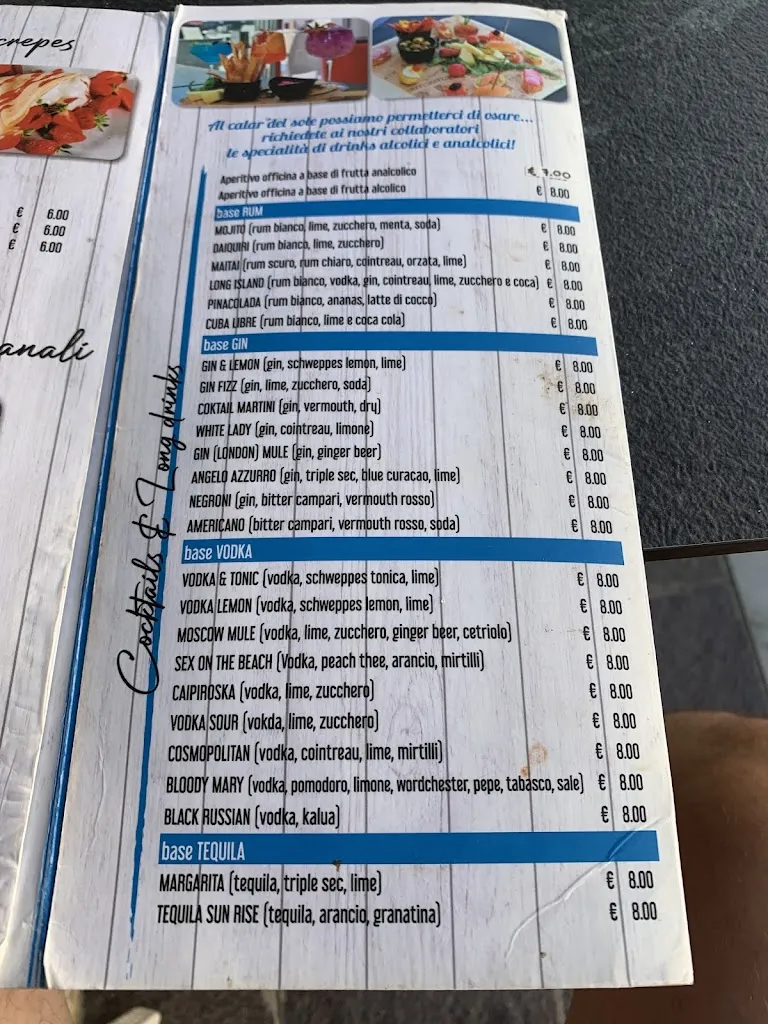 crepes
€ 6.00
€ 6.00
€ 6.00
anali
Al calar del sole possiamo permetterci di osare...
richiedete ai nostri collaboratori
le specialità di drinks alcolici e analcolici!
Cocktails & Long drinks
Aperitivo officina a base di frutta analcolico € 7.00
Aperitivo officina a base di frutta alcolico € 8.00
base RUM
MOJITO (rum bianco, lime, zucchero, menta, soda) € 8.00
DAIQUIRI (rum bianco, lime, zucchero) € 8.00
MAITAI (rum scuro, rum chiaro, cointreau, orzata, lime) € 8.00
LONG ISLAND (rum bianco, vodka, gin, cointreau, lime, zucchero e coca) € 8.00
PINACOLADA (rum bianco, ananas, latte di cocco) € 8.00
CUBA LIBRE (rum bianco, lime e coca cola) € 8.00
base GIN
GIN & LEMON (gin, schweppes lemon, lime) € 8.00
GIN FIZZ (gin, lime, zucchero, soda) € 8.00
COKTAIL MARTINI (gin, vermouth, dry) € 8.00
WHITE LADY (gin, cointreau, limone) € 8.00
GIN (LONDON) MULE (gin, ginger beer) € 8.00
ANGELO AZZURRO (gin, triple sec, blue curacao, lime) € 8.00
NEGRONI (gin, bitter campari, vermouth rosso) € 8.00
AMERICANO (bitter campari, vermouth rosso, soda) € 8.00
base VODKA
VODKA & TONIC (vodka, schweppes tonica, lime) € 8.00
VODKA LEMON (vodka, schweppes lemon, lime) € 8.00
MOSCOW MULE (vodka, lime, zucchero, ginger beer, cetriolo) € 8.00
SEX ON THE BEACH (Vodka, peach thee, arancio, mirtilli) € 8.00
CAIPIROSKA (vodka, lime, zucchero) € 8.00
VODKA SOUR (vokda, lime, zucchero) € 8.00
COSMOPOLITAN (vodka, cointreau, lime, mirtilli) € 8.00
BLOODY MARY (vodka, pomodoro, limone, wordchester, pepe, tabasco, sale) € 8.00
BLACK RUSSIAN (vodka, kalua) € 8.00
base TEQUILA
MARGARITA (tequila, triple sec, lime) € 8.00
TEQUILA SUN RISE (tequila, arancio, granatina) € 8.00